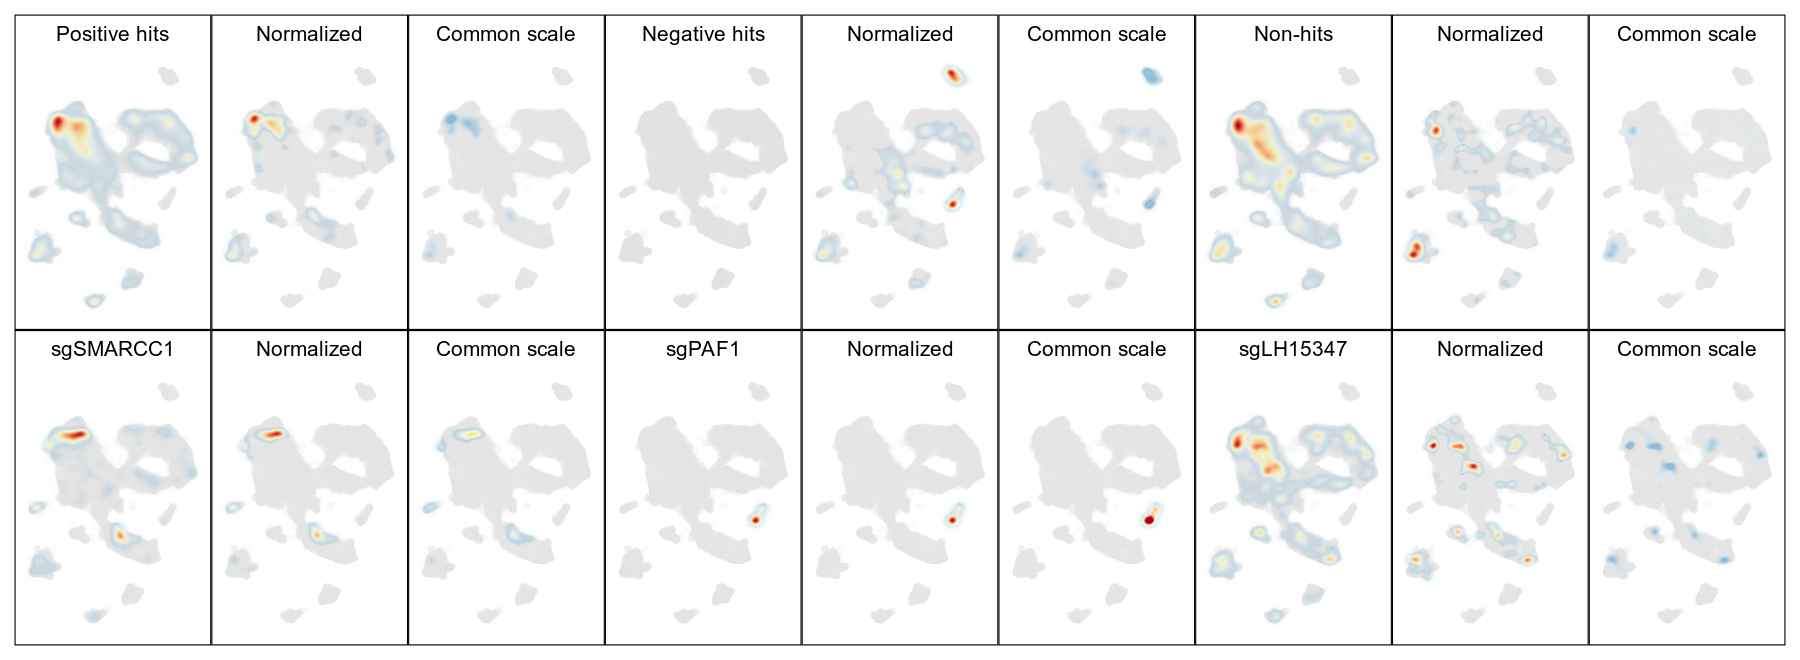 Positive hits
Normalized
Common scale
Negative hits
Normalized
Common scale
Non-hits
Normalized
Common scale
sgSMARCC1
Normalized
Common scale
sgPAF1
Normalized
Common scale
sgLH15347
Normalized
Common scale